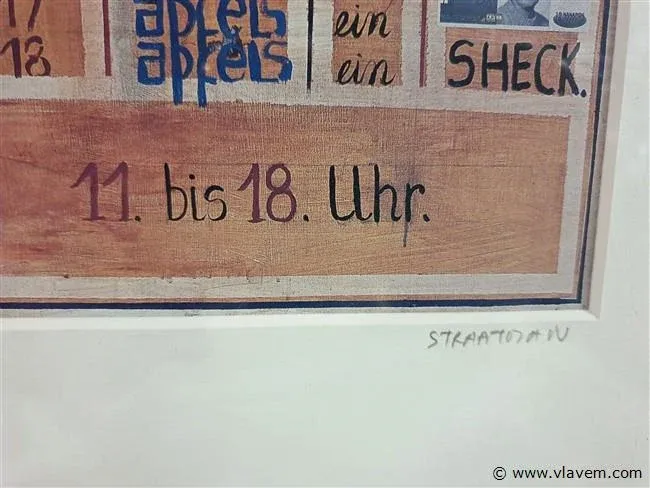 17
18
apfels
apfels
ein
ein
SHECK.
11. bis 18. Uhr.
STRAATMAN
© www.vlavem.com